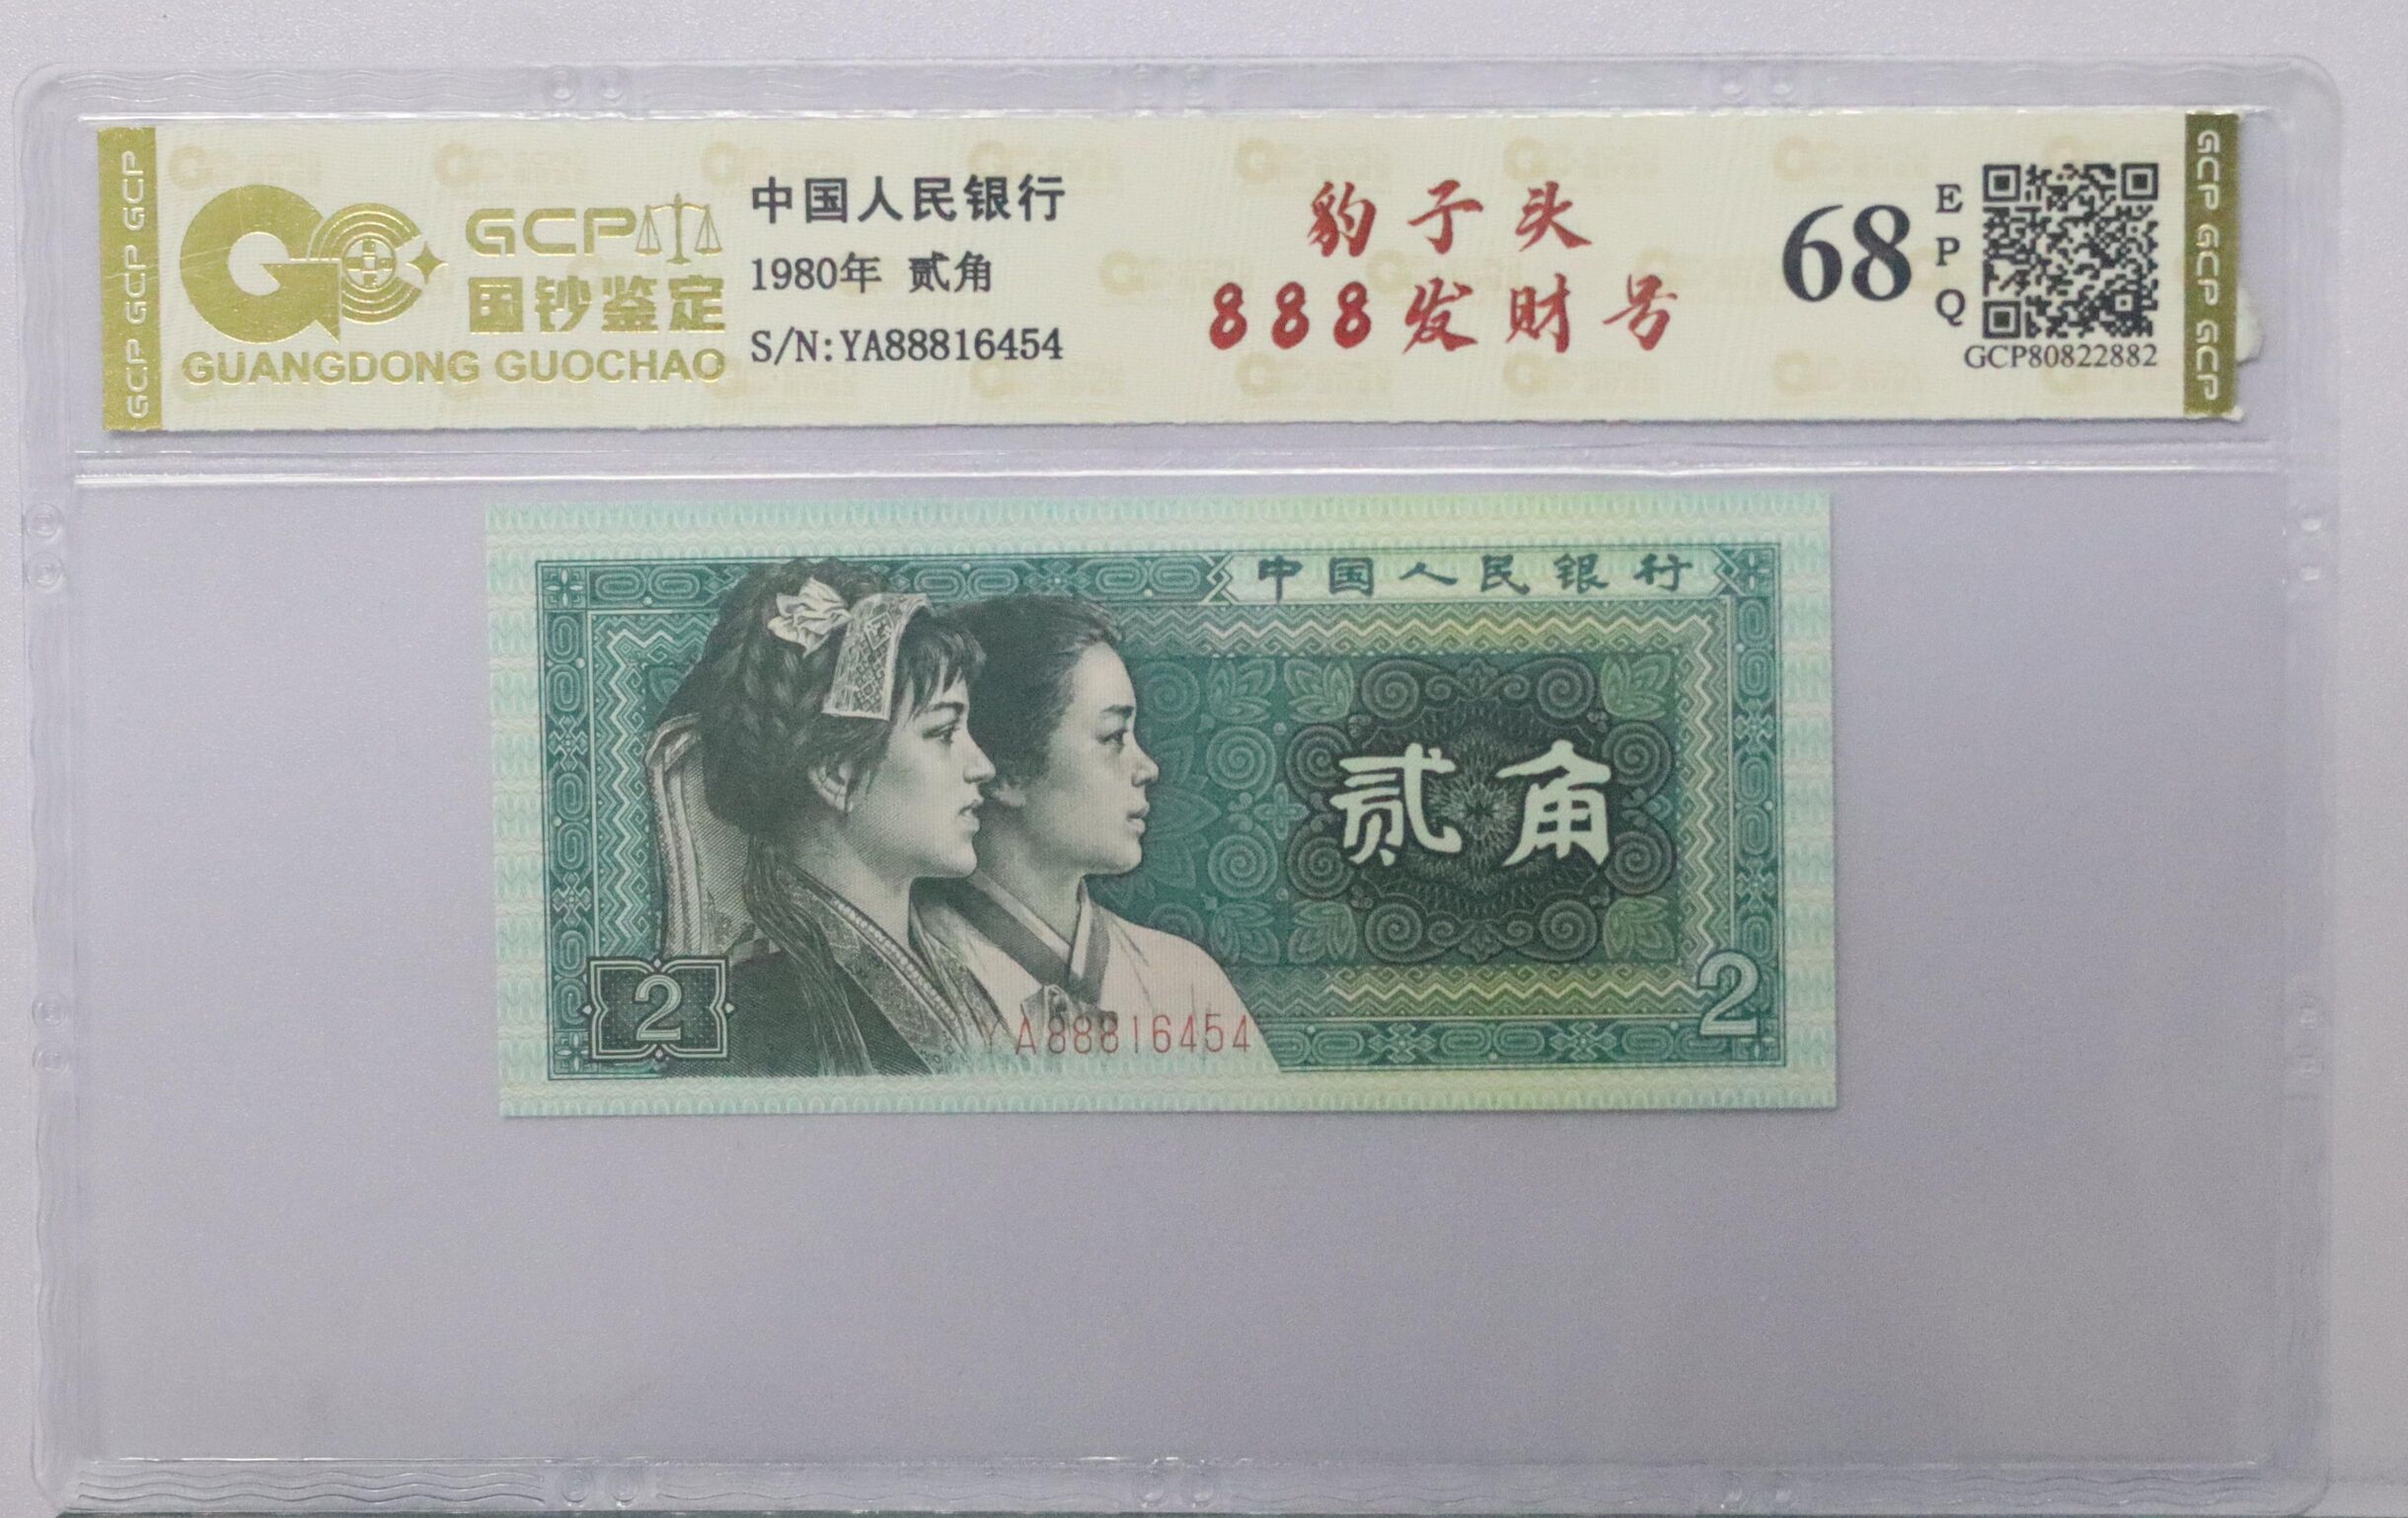 GCP GCP GCP
GCP
国钞鉴定
GUANGDONG GUOCHAO
中国人民银行
1980年 贰角
S/N:YA88816454
豹子头
888发财号
68
E
P
Q
GCP80822882
GCP GCP GCP
中国人民银行
贰角
2
2
YA88816454